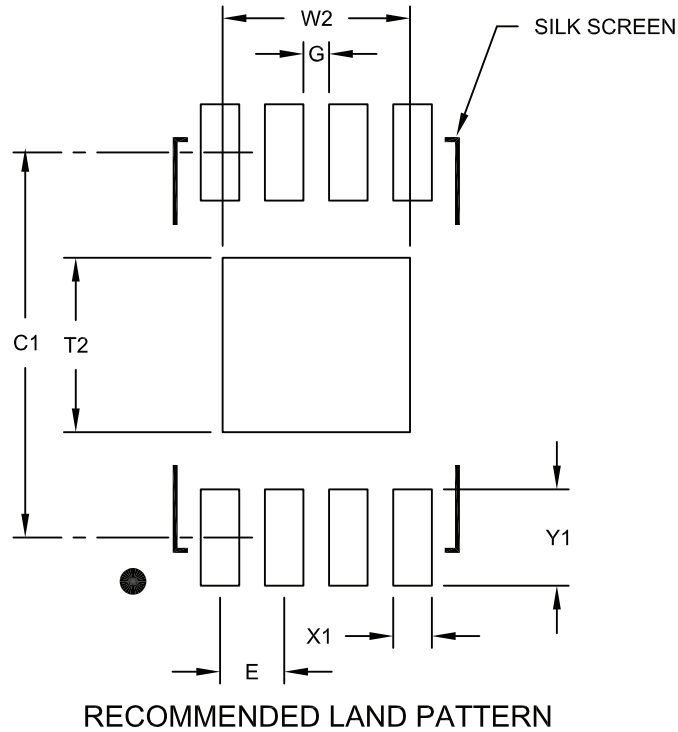 W2
SILK SCREEN
G
C1
T2
Y1
X1
E
RECOMMENDED LAND PATTERN